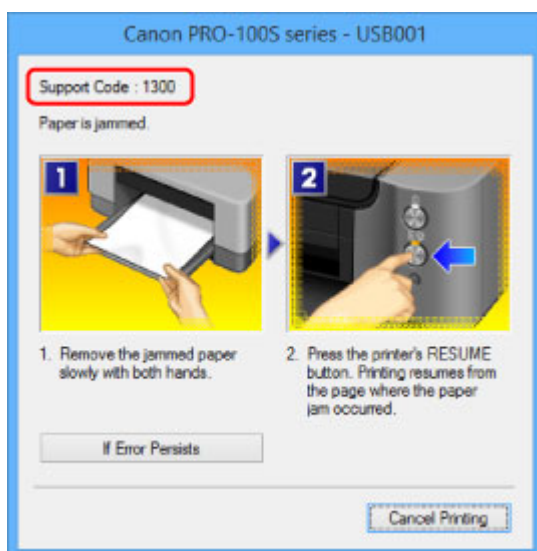 Canon PRO-100S series - USB001
Support Code : 1300
Paper is jammed.
1
2
1. Remove the jammed paper
slowly with both hands.
2. Press the printer's RESUME
button. Printing resumes from
the page where the paper
jam occurred.
If Error Persists
Cancel Printing